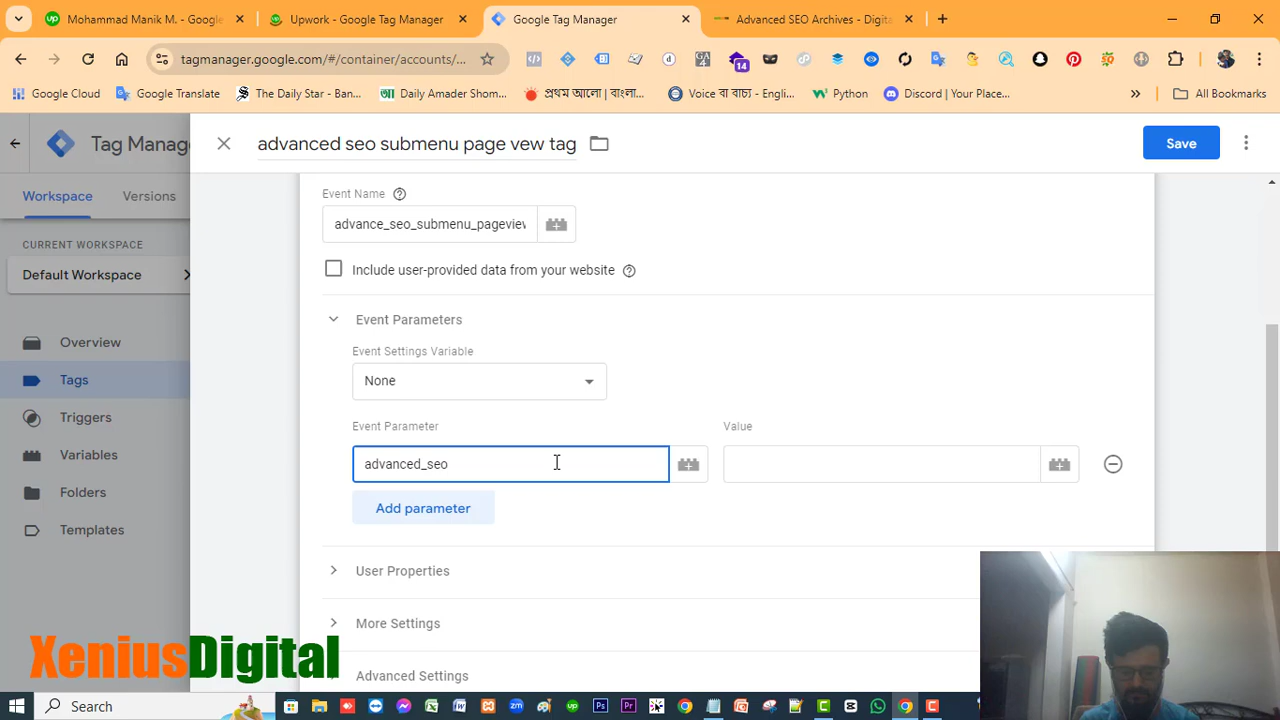 Mohammad Manik M. - Google
Upwork - Google Tag Manager
Google Tag Manager
Advanced SEO Archives - Digita
tagmanager.google.com/#/container/accounts/...
14
Google Cloud
Google Translate
The Daily Star - Ban...
Daily Amader Shom...
প্রথম আলো | বাংলা...
Voice বা বাচ্য - Engli...
Python
Discord | Your Place...
All Bookmarks
Tag Manag
advanced seo submenu page vew tag
Save
Workspace
Versions
Event Name
advance_seo_submenu_pageview
CURRENT WORKSPACE
Default Workspace
Include user-provided data from your website
Event Parameters
Overview
Event Settings Variable
Tags
None
Triggers
Event Parameter
Value
Variables
advanced_seo
Folders
Add parameter
Templates
User Properties
More Settings
XeniusDigital
Advanced Settings
Search